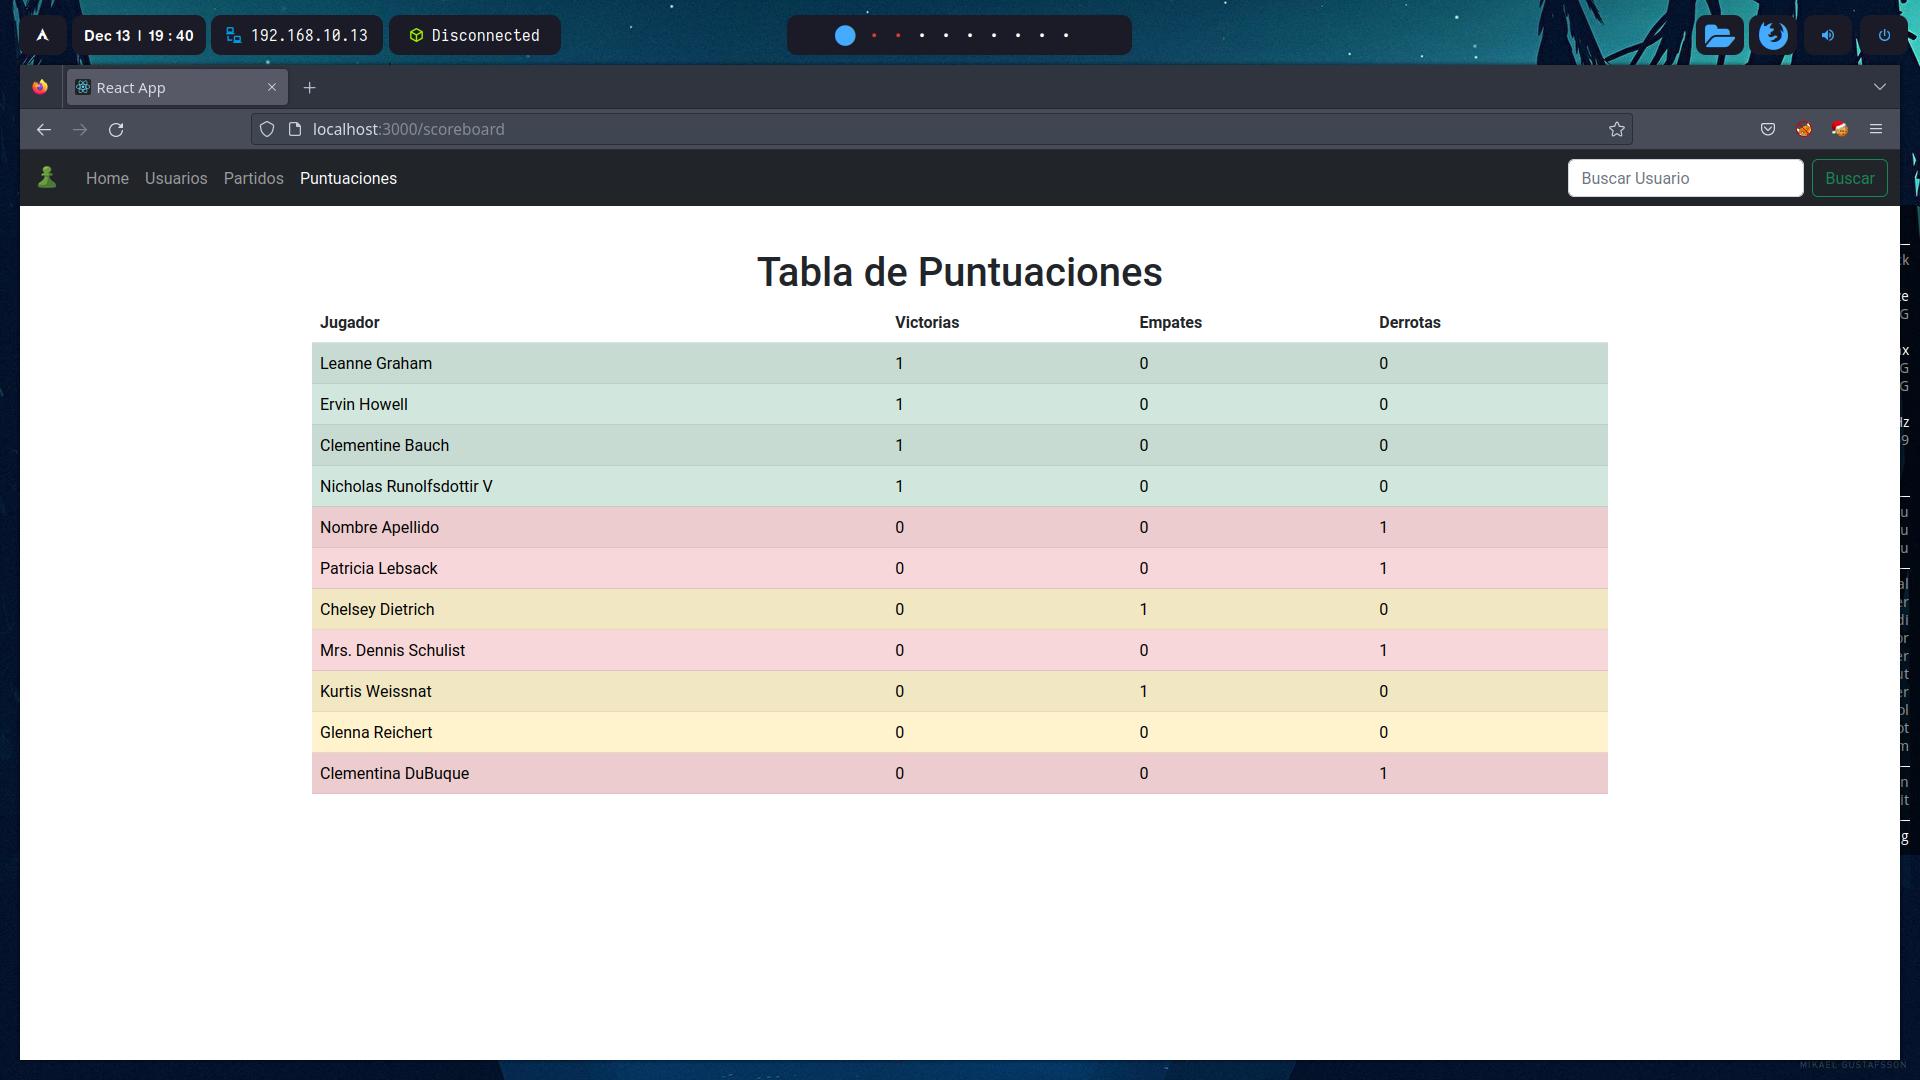 Dec 13 | 19 : 40 192.168.10.13 Disconnected
React App
localhost:3000/scoreboard
Home Usuarios Partidos Puntuaciones Buscar Usuario Buscar
Tabla de Puntuaciones
Jugador Victorias Empates Derrotas
Leanne Graham 1 0 0
Ervin Howell 1 0 0
Clementine Bauch 1 0 0
Nicholas Runolfsdottir V 1 0 0
Nombre Apellido 0 0 1
Patricia Lebsack 0 0 1
Chelsey Dietrich 0 1 0
Mrs. Dennis Schulist 0 0 1
Kurtis Weissnat 0 1 0
Glenna Reichert 0 0 0
Clementina DuBuque 0 0 1
MIKAEL GUSTAFSSON